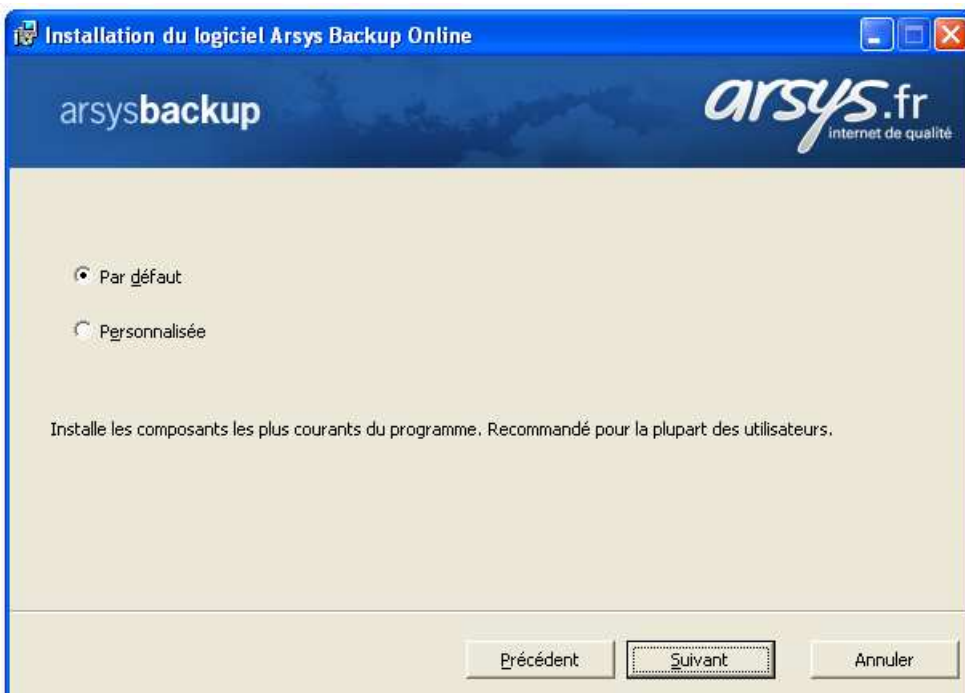 Installation du logiciel Arsys Backup Online
arsysbackup
arsys.fr
internet de qualité
Par défaut
Personnalisée
Installe les composants les plus courants du programme. Recommandé pour la plupart des utilisateurs.
Précédent
Suivant
Annuler